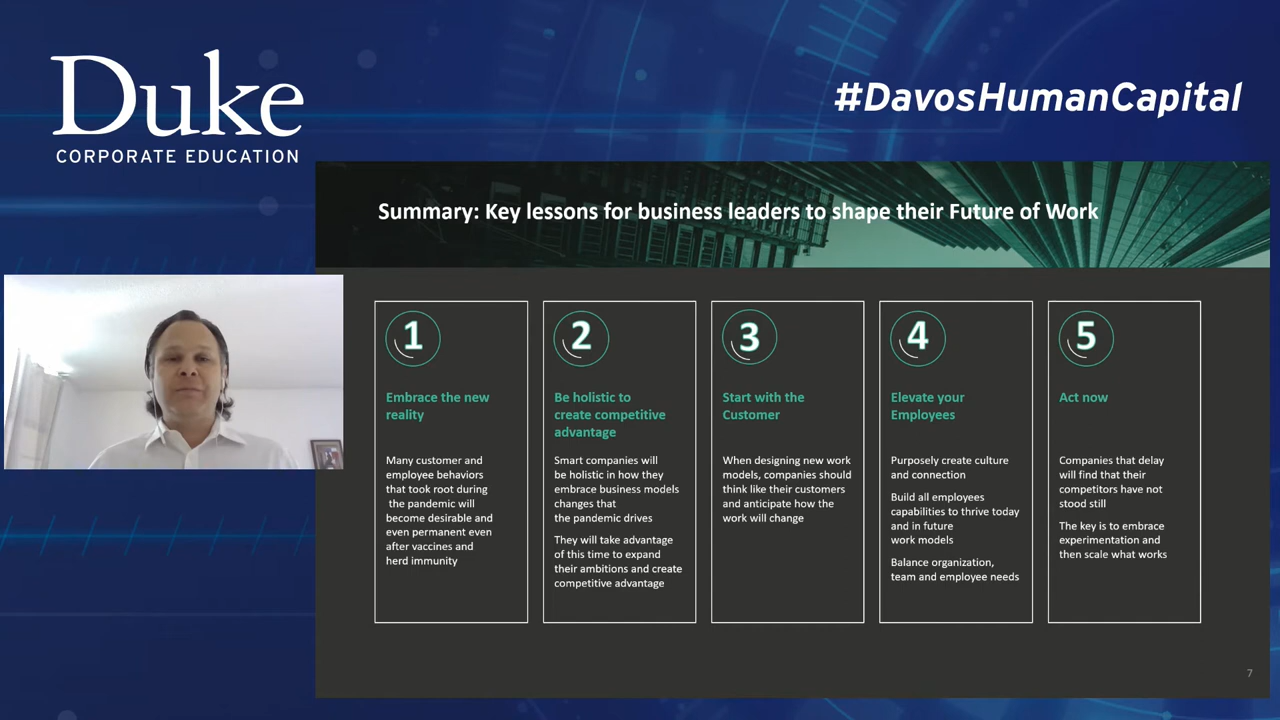 Duke
CORPORATE EDUCATION
#DavosHumanCapital
Summary: Key lessons for business leaders to shape their Future of Work
1
Embrace the new
reality
Many customer and
employee behaviors
that took root during
the pandemic will
become desirable and
even permanent even
after vaccines and
herd immunity
2
Be holistic to
create competitive
advantage
Smart companies will
be holistic in how they
embrace business models
changes that
the pandemic drives
They will take advantage
of this time to expand
their ambitions and create
competitive advantage
3
Start with the
Customer
When designing new work
models, companies should
think like their customers
and anticipate how the
work will change
4
Elevate your
Employees
Purposely create culture
and connection
Build all employees
capabilities to thrive today
and in future
work models
Balance organization,
team and employee needs
5
Act now
Companies that delay
will find that their
competitors have not
stood still
The key is to embrace
experimentation and
then scale what works
7